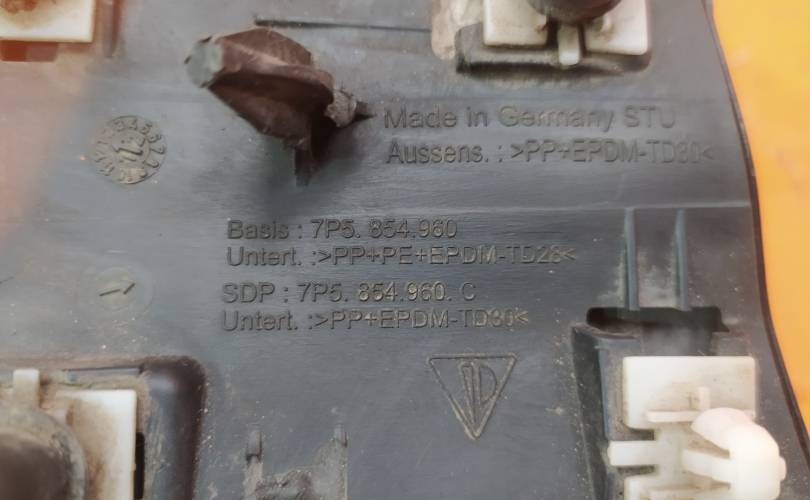 Made in Germany STU
Aussens. : >PP+EPDM-TD30<
Basis : 7P5. 854.960
Untert. :>PP+PE+EPDM-TD28<
SDP : 7P5. 854.960. C
Untert. :>PP+EPDM-TD30<